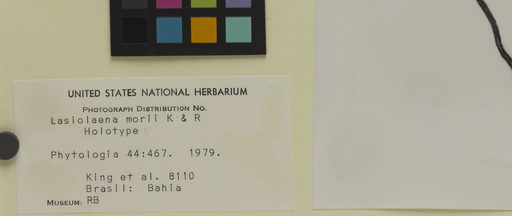 UNITED STATES NATIONAL HERBARIUM
PHOTOGRAPH DISTRIBUTION NO.
Lasiolaena morii K & R
Holotype
Phytologia 44:467. 1979.
King et al. 8110
Brasil: Bahia
MUSEUM: RB